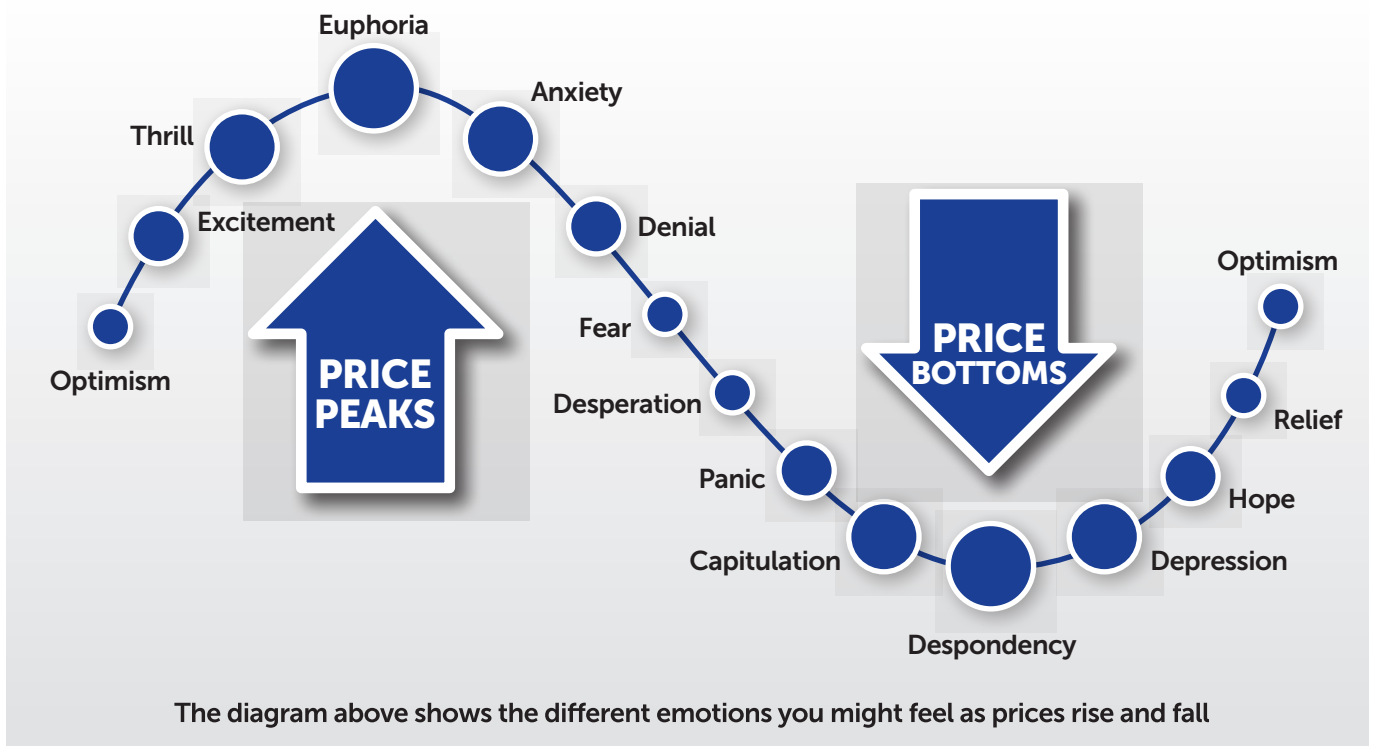 Euphoria
Anxiety
Thrill
Excitement
Denial
Optimism
Optimism
Fear
PRICE
PEAKS
PRICE
BOTTOMS
Desperation
Relief
Panic
Hope
Capitulation
Depression
Despondency
The diagram above shows the different emotions you might feel as prices rise and fall